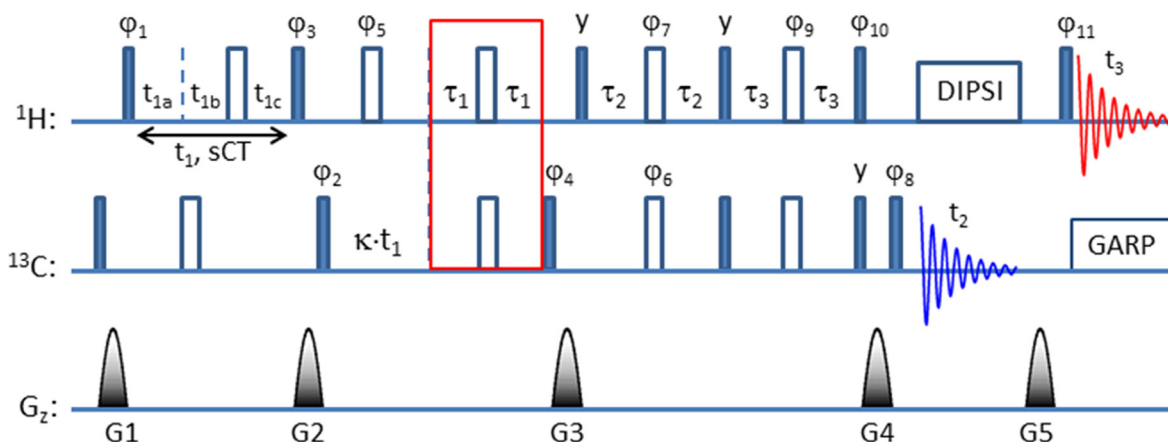 φ₁ φ₃ φ₅ y φ₇ y φ₉ φ₁₀ φ₁₁
t₁ₐ t₁b t₁c τ₁ τ₁ τ₂ τ₂ τ₃ τ₃ DIPSI t₃
¹H:
t₁, sCT
φ₂ φ₄ φ₆ y φ₈
κ·t₁ t₂ GARP
¹³C:
G_z:
G1 G2 G3 G4 G5